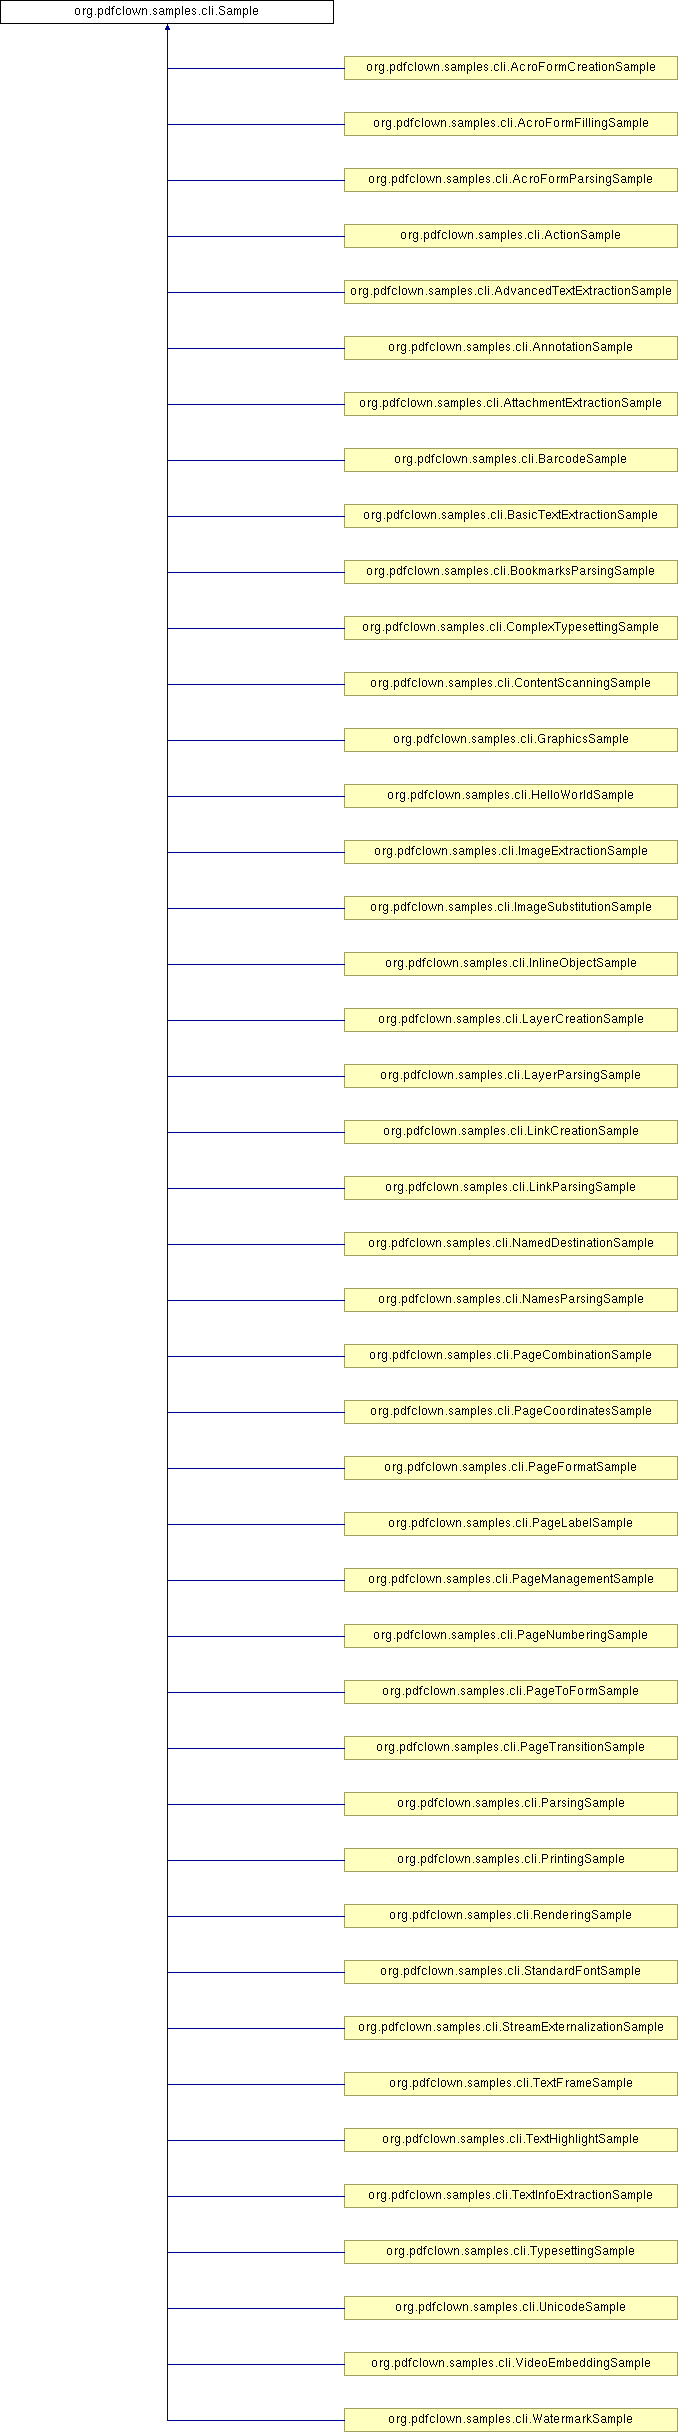 org.pdfclown.samples.cli.Sample
org.pdfclown.samples.cli.AcroFormCreationSample
org.pdfclown.samples.cli.AcroFormFillingSample
org.pdfclown.samples.cli.AcroFormParsingSample
org.pdfclown.samples.cli.ActionSample
org.pdfclown.samples.cli.AdvancedTextExtractionSample
org.pdfclown.samples.cli.AnnotationSample
org.pdfclown.samples.cli.AttachmentExtractionSample
org.pdfclown.samples.cli.BarcodeSample
org.pdfclown.samples.cli.BasicTextExtractionSample
org.pdfclown.samples.cli.BookmarksParsingSample
org.pdfclown.samples.cli.ComplexTypesettingSample
org.pdfclown.samples.cli.ContentScanningSample
org.pdfclown.samples.cli.GraphicsSample
org.pdfclown.samples.cli.HelloWorldSample
org.pdfclown.samples.cli.ImageExtractionSample
org.pdfclown.samples.cli.ImageSubstitutionSample
org.pdfclown.samples.cli.InlineObjectSample
org.pdfclown.samples.cli.LayerCreationSample
org.pdfclown.samples.cli.LayerParsingSample
org.pdfclown.samples.cli.LinkCreationSample
org.pdfclown.samples.cli.LinkParsingSample
org.pdfclown.samples.cli.NamedDestinationSample
org.pdfclown.samples.cli.NamesParsingSample
org.pdfclown.samples.cli.PageCombinationSample
org.pdfclown.samples.cli.PageCoordinatesSample
org.pdfclown.samples.cli.PageFormatSample
org.pdfclown.samples.cli.PageLabelSample
org.pdfclown.samples.cli.PageManagementSample
org.pdfclown.samples.cli.PageNumberingSample
org.pdfclown.samples.cli.PageToFormSample
org.pdfclown.samples.cli.PageTransitionSample
org.pdfclown.samples.cli.ParsingSample
org.pdfclown.samples.cli.PrintingSample
org.pdfclown.samples.cli.RenderingSample
org.pdfclown.samples.cli.StandardFontSample
org.pdfclown.samples.cli.StreamExternalizationSample
org.pdfclown.samples.cli.TextFrameSample
org.pdfclown.samples.cli.TextHighlightSample
org.pdfclown.samples.cli.TextInfoExtractionSample
org.pdfclown.samples.cli.TypesettingSample
org.pdfclown.samples.cli.UnicodeSample
org.pdfclown.samples.cli.VideoEmbeddingSample
org.pdfclown.samples.cli.WatermarkSample